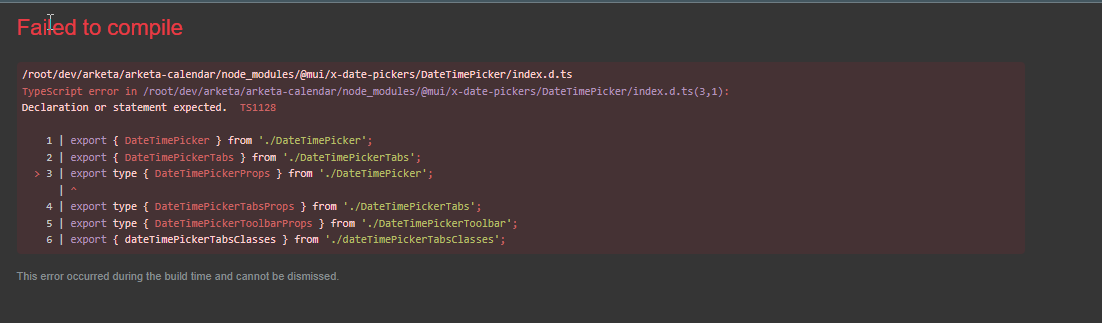 Failed to compile
/root/dev/arketa/arketa-calendar/node_modules/@mui/x-date-pickers/DateTimePicker/index.d.ts
TypeScript error in /root/dev/arketa/arketa-calendar/node_modules/@mui/x-date-pickers/DateTimePicker/index.d.ts(3,1):
Declaration or statement expected.  TS1128
    1 | export { DateTimePicker } from './DateTimePicker';
    2 | export { DateTimePickerTabs } from './DateTimePickerTabs';
  > 3 | export type { DateTimePickerProps } from './DateTimePicker';
      | ^
    4 | export type { DateTimePickerTabsProps } from './DateTimePickerTabs';
    5 | export type { DateTimePickerToolbarProps } from './DateTimePickerToolbar';
    6 | export { dateTimePickerTabsClasses } from './dateTimePickerTabsClasses';
This error occurred during the build time and cannot be dismissed.